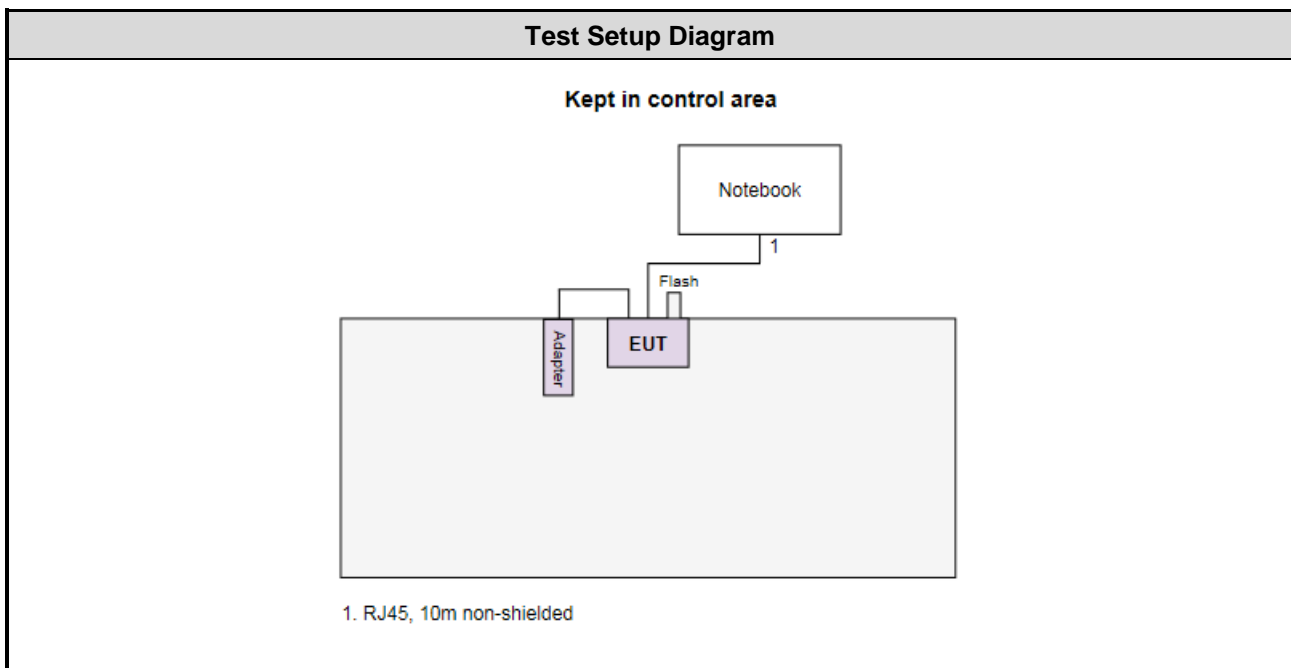 Test Setup Diagram
Kept in control area
Notebook
1
Flash
Adapter
EUT
1. RJ45, 10m non-shielded